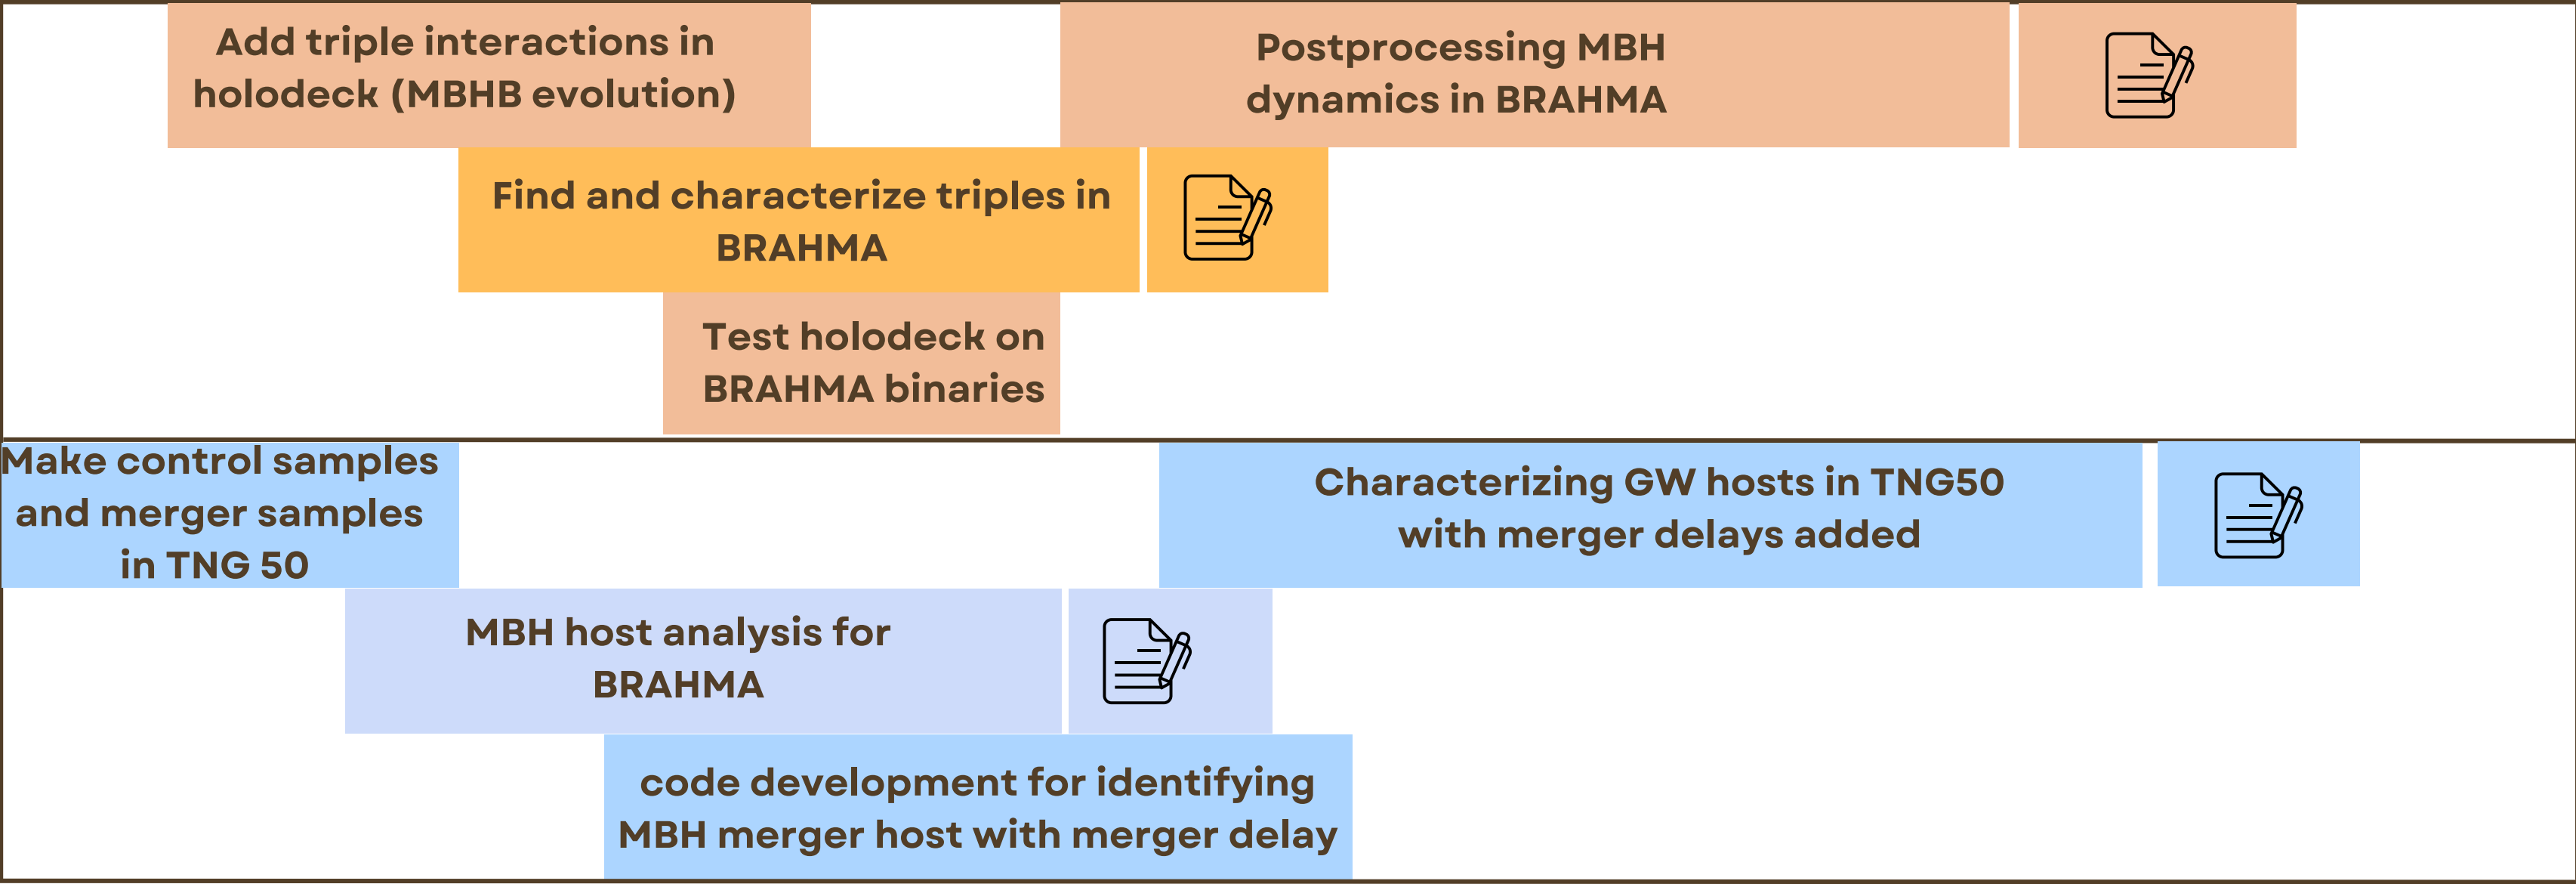 Add triple interactions in
holodeck (MBHB evolution)
Postprocessing MBH
dynamics in BRAHMA
Find and characterize triples in
BRAHMA
Test holodeck on
BRAHMA binaries
Make control samples
and merger samples
in TNG 50
Characterizing GW hosts in TNG50
with merger delays added
MBH host analysis for
BRAHMA
code development for identifying
MBH merger host with merger delay